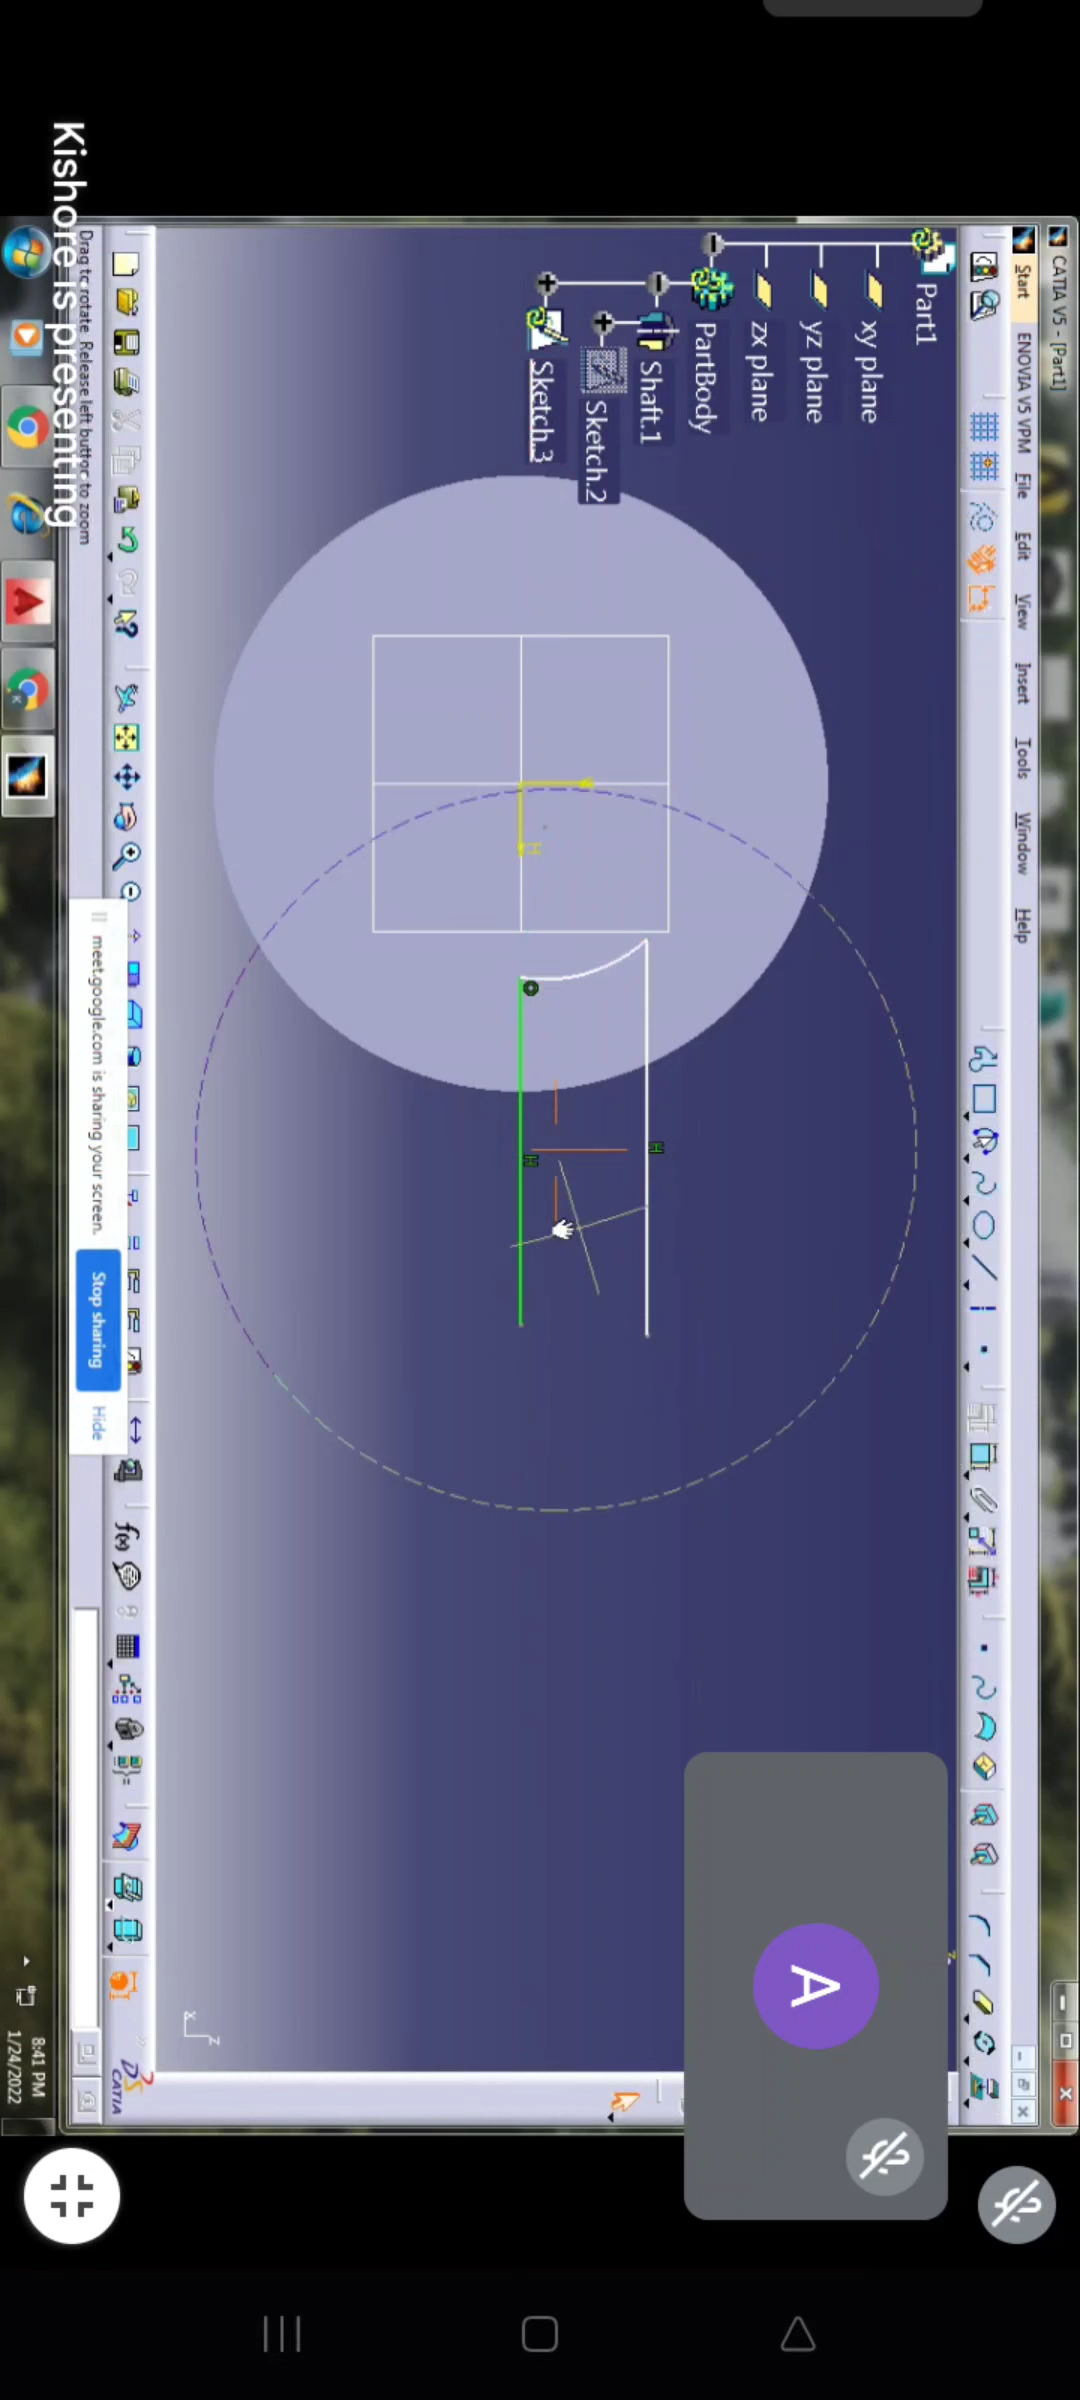 Kishore is presenting
CATIA V5 - [Part1]
Start ENOVIA V5 VPM File Edit View Insert Tools Window Help
Part1
xy plane
yz plane
zx plane
PartBody
Shaft.1
Sketch.2
Sketch.3
H
H
H
A
f(x)
meet.google.com is sharing your screen.
Stop sharing
Hide
Drag to rotate. Release left button to zoom
x
z
DS
CATIA
8:41 PM
1/24/2022